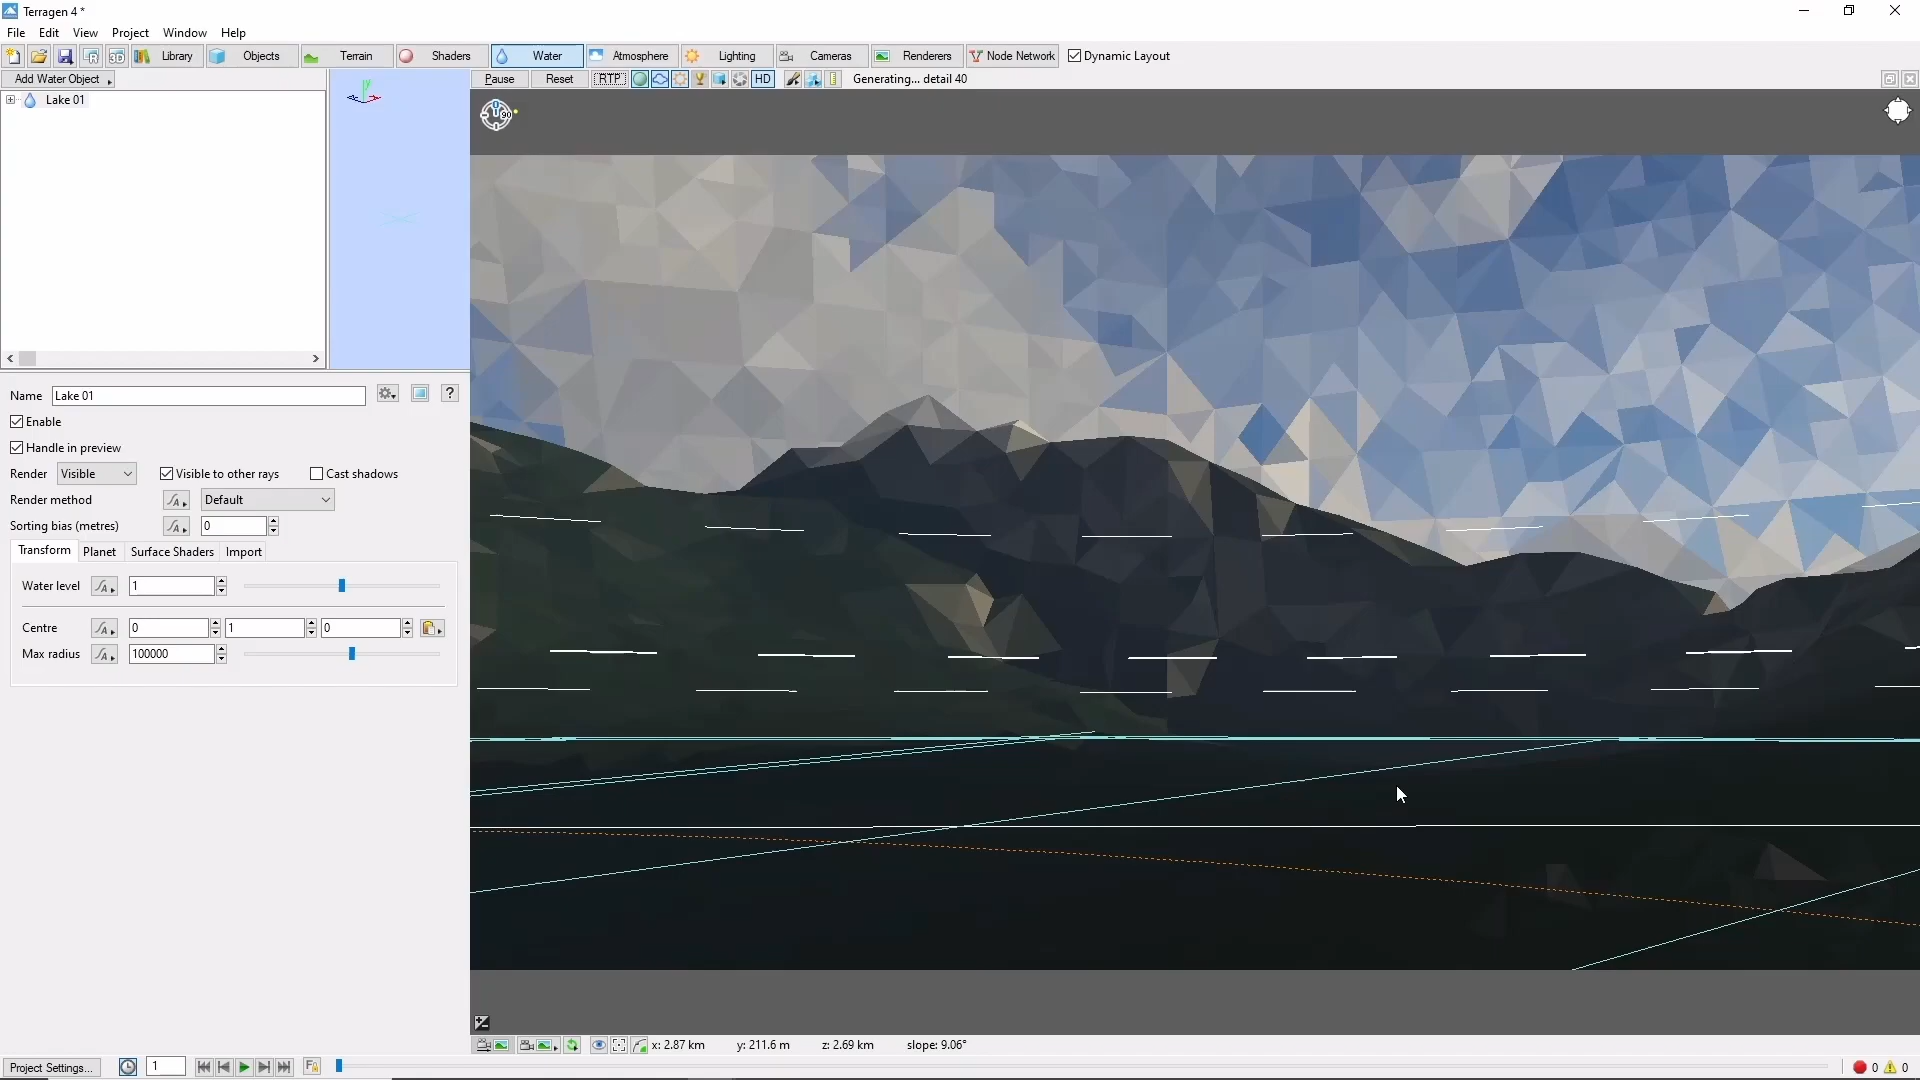 Terragen 4 *
File Edit View Project Window Help
Library Objects Terrain Shaders Water Atmosphere Lighting Cameras Renderers Node Network Dynamic Layout
Add Water Object Pause Reset RTP HD Generating... detail 40
Lake 01
y
90
Name Lake 01 ?
Enable
Handle in preview
Render Visible Visible to other rays Cast shadows
Render method Default
Sorting bias (metres) 0
Transform Planet Surface Shaders Import
Water level 1
Centre 0 1 0
Max radius 100000
x: 2.87 km y: 211.6 m z: 2.69 km slope: 9.06°
Project Settings... 1 0 0